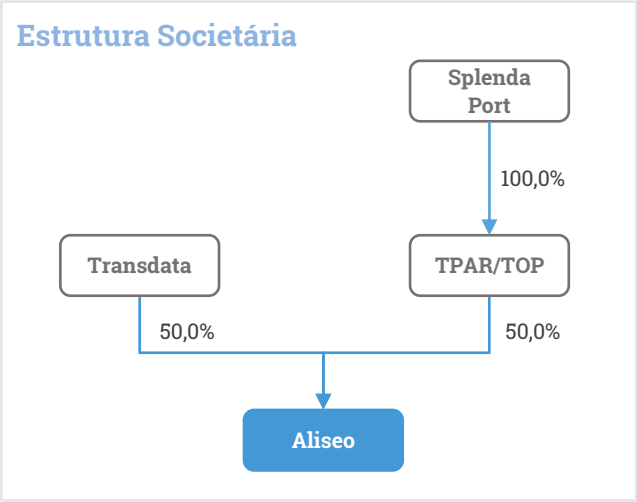 Estrutura Societária
Splenda
Port
100,0%
Transdata
TPAR/TOP
50,0%
50,0%
Aliseo